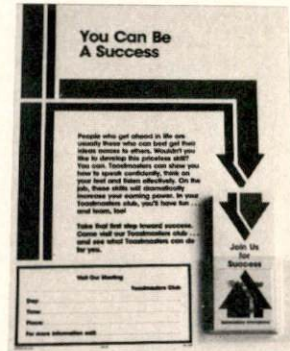 You Can Be
A Success
People who get ahead in life are
usually those who can best get their
ideas across to others. Wouldn't you
like to develop this priceless skill?
You can. Toastmasters can show you
how to speak confidently, think on
your feet and listen effectively. On the
job, these skills will dramatically
increase your earning power. In your
Toastmasters club, you'll have fun . . .
and learn, too!
Take that first step toward success.
Come visit our Toastmasters club . . .
and see what Toastmasters can do
for you.
Join Us
for
Success
Visit Our Meeting
Toastmasters Club
Day:
Time:
Place:
For more information call: